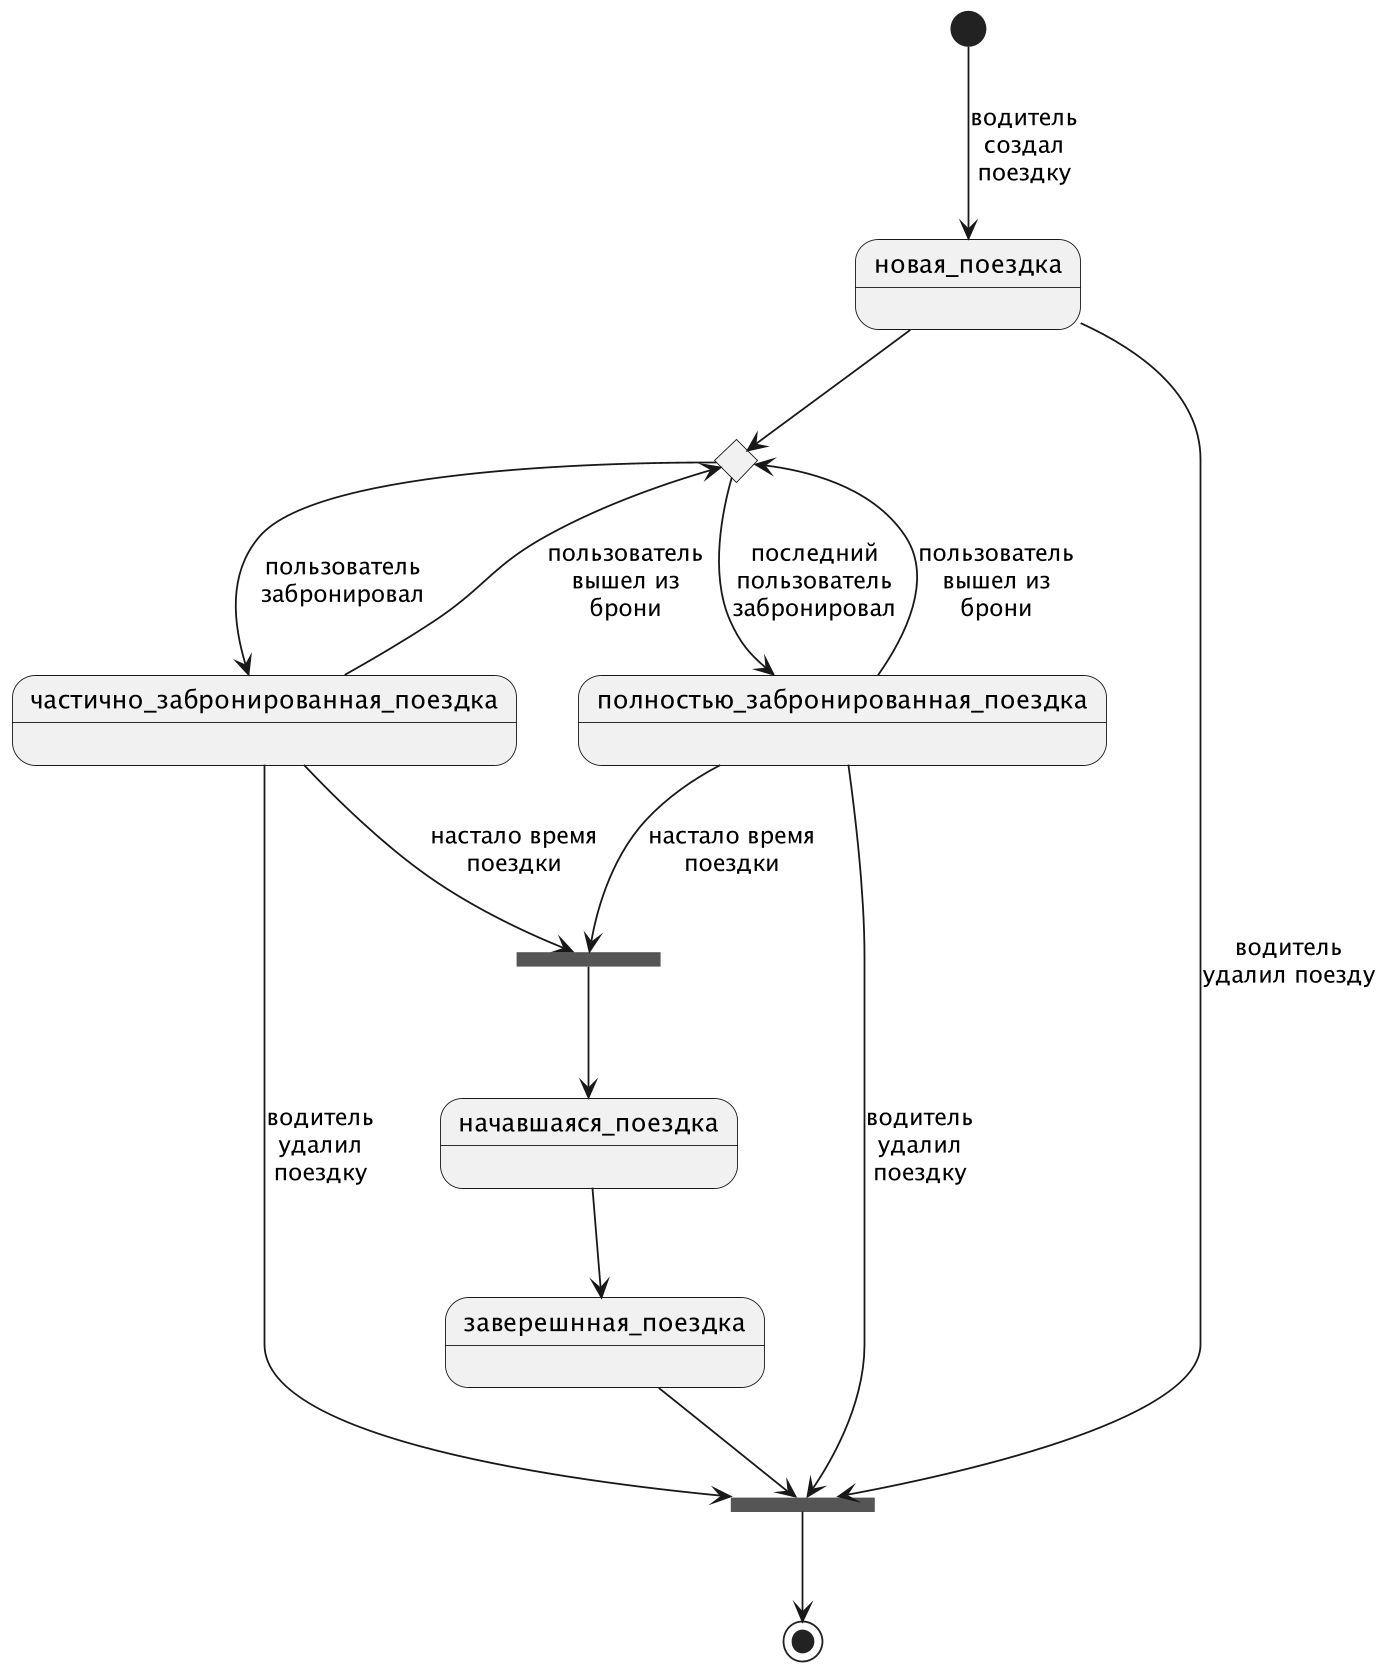 водитель
создал
поездку
новая_поездка
пользователь
забронировал
пользователь
вышел из
брони
последний
пользователь
забронировал
пользователь
вышел из
брони
частично_забронированная_поездка
полностью_забронированная_поездка
настало время
поездки
настало время
поездки
водитель
удалил поезду
водитель
удалил
поездку
начавшаяся_поездка
водитель
удалил
поездку
заверешнная_поездка